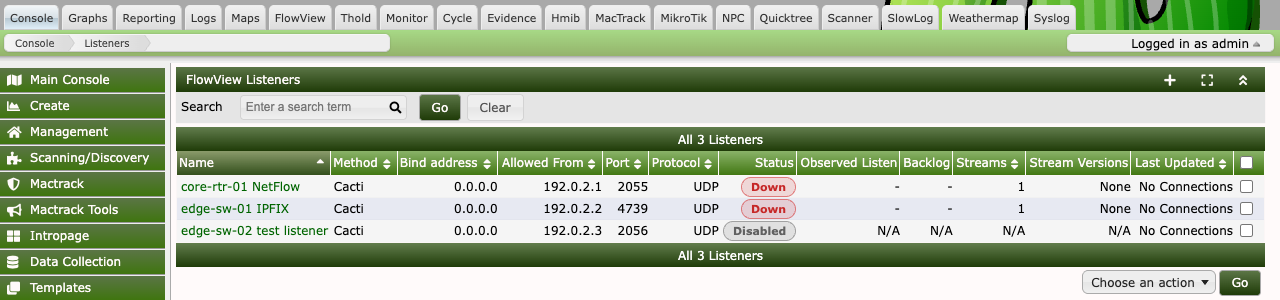 Console Graphs Reporting Logs Maps FlowView Thold Monitor Cycle Evidence Hmib MacTrack MikroTik NPC Quicktree Scanner SlowLog Weathermap Syslog
Console Listeners Logged in as admin
Main Console
Create
Management
Scanning/Discovery
Mactrack
Mactrack Tools
Intropage
Data Collection
Templates
FlowView Listeners
Search Enter a search term Go Clear
All 3 Listeners
Name Method Bind address Allowed From Port Protocol Status Observed Listen Backlog Streams Stream Versions Last Updated
core-rtr-01 NetFlow Cacti 0.0.0.0 192.0.2.1 2055 UDP Down - - 1 None No Connections
edge-sw-01 IPFIX Cacti 0.0.0.0 192.0.2.2 4739 UDP Down - - 1 None No Connections
edge-sw-02 test listener Cacti 0.0.0.0 192.0.2.3 2056 UDP Disabled N/A N/A N/A N/A No Connections
All 3 Listeners
Choose an action Go